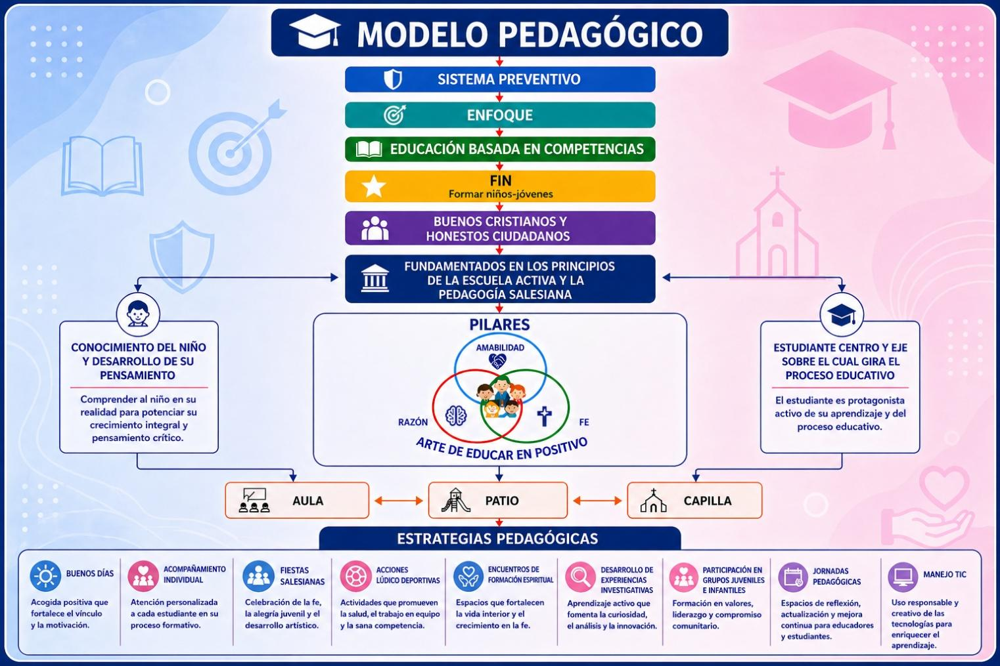 MODELO PEDAGÓGICO
SISTEMA PREVENTIVO
ENFOQUE
EDUCACIÓN BASADA EN COMPETENCIAS
FIN
Formar niños-jóvenes
BUENOS CRISTIANOS Y
HONESTOS CIUDADANOS
FUNDAMENTADOS EN LOS PRINCIPIOS
DE LA ESCUELA ACTIVA Y LA
PEDAGOGÍA SALESIANA
CONOCIMIENTO DEL NIÑO
Y DESARROLLO DE SU
PENSAMIENTO
Comprender al niño en su
realidad para potenciar su
crecimiento integral y
pensamiento crítico.
PILARES
AMABILIDAD
RAZÓN
FE
ARTE DE EDUCAR EN POSITIVO
ESTUDIANTE CENTRO Y EJE
SOBRE EL CUAL GIRA EL
PROCESO EDUCATIVO
El estudiante es protagonista
activo de su aprendizaje y del
proceso educativo.
AULA
PATIO
CAPILLA
ESTRATEGIAS PEDAGÓGICAS
BUENOS DÍAS
Acogida positiva que
fortalece el vínculo
y la motivación.
ACOMPAÑAMIENTO
INDIVIDUAL
Atención personalizada
a cada estudiante en su
proceso formativo.
FIESTAS
SALESIANAS
Celebración de la fe,
la alegría juvenil y el
desarrollo artístico.
ACCIONES
LÚDICO DEPORTIVAS
Actividades que promueven
la salud, el trabajo en equipo
y la sana competencia.
ENCUENTROS DE
FORMACIÓN ESPIRITUAL
Espacios que fortalecen
la vida interior y el
crecimiento en la fe.
DESARROLLO DE
EXPERIENCIAS
INVESTIGATIVAS
Aprendizaje activo que
fomenta la curiosidad,
el análisis y la innovación.
PARTICIPACIÓN EN
GRUPOS JUVENILES
E INFANTILES
Formación en valores,
liderazgo y compromiso
comunitario.
JORNADAS
PEDAGÓGICAS
Espacios de reflexión,
actualización y mejora
continua para educadores
y estudiantes.
MANEJO TIC
Uso responsable y
creativo de las
tecnologías para
enriquecer el
aprendizaje.